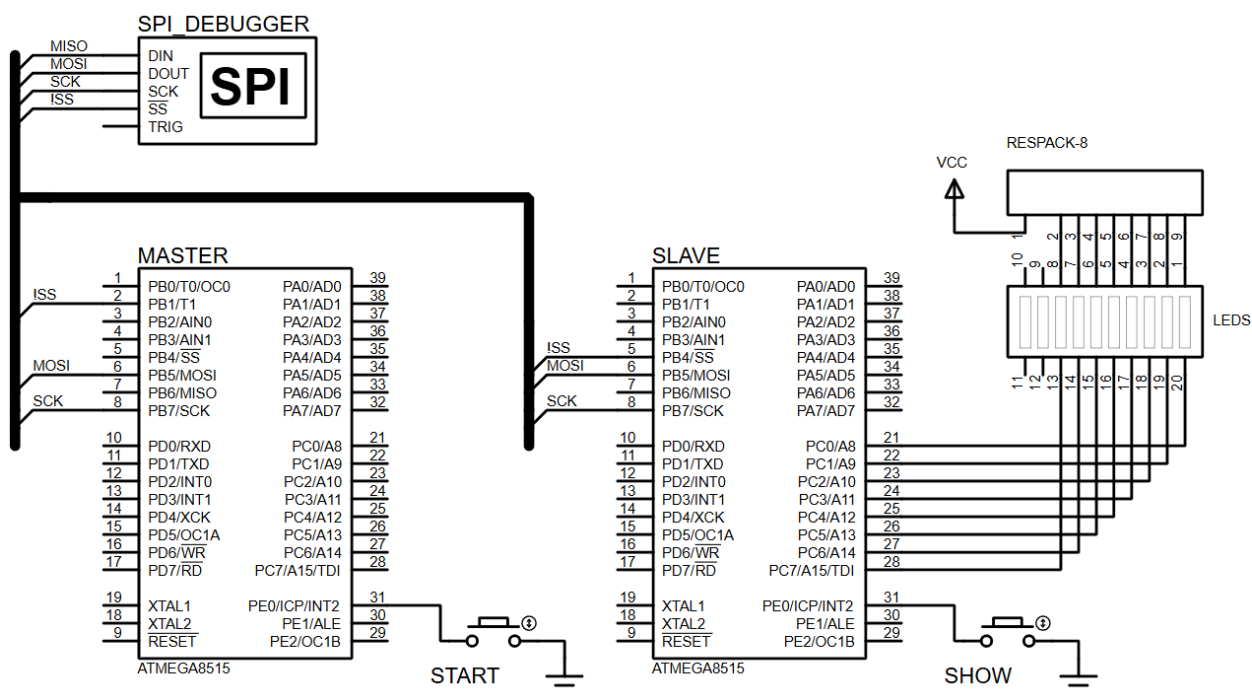 SPI_DEBUGGER
MISO DIN
MOSI DOUT
SCK SCK
!SS SS
TRIG
SPI
RESPACK-8
VCC
1 2 3 4 5 6 7 8 9
10 9 8 7 6 5 4 3 2 1
LEDS
11 12 13 14 15 16 17 18 19 20
MASTER
1 PB0/T0/OC0 PA0/AD0 39
!SS 2 PB1/T1 PA1/AD1 38
3 PB2/AIN0 PA2/AD2 37
4 PB3/AIN1 PA3/AD3 36
5 PB4/SS PA4/AD4 35
MOSI 6 PB5/MOSI PA5/AD5 34
7 PB6/MISO PA6/AD6 33
SCK 8 PB7/SCK PA7/AD7 32
10 PD0/RXD PC0/A8 21
11 PD1/TXD PC1/A9 22
12 PD2/INT0 PC2/A10 23
13 PD3/INT1 PC3/A11 24
14 PD4/XCK PC4/A12 25
15 PD5/OC1A PC5/A13 26
16 PD6/WR PC6/A14 27
17 PD7/RD PC7/A15/TDI 28
19 XTAL1 PE0/ICP/INT2 31
18 XTAL2 PE1/ALE 30
9 RESET PE2/OC1B 29
ATMEGA8515
START
SLAVE
1 PB0/T0/OC0 PA0/AD0 39
2 PB1/T1 PA1/AD1 38
3 PB2/AIN0 PA2/AD2 37
4 PB3/AIN1 PA3/AD3 36
!SS 5 PB4/SS PA4/AD4 35
MOSI 6 PB5/MOSI PA5/AD5 34
7 PB6/MISO PA6/AD6 33
SCK 8 PB7/SCK PA7/AD7 32
10 PD0/RXD PC0/A8 21
11 PD1/TXD PC1/A9 22
12 PD2/INT0 PC2/A10 23
13 PD3/INT1 PC3/A11 24
14 PD4/XCK PC4/A12 25
15 PD5/OC1A PC5/A13 26
16 PD6/WR PC6/A14 27
17 PD7/RD PC7/A15/TDI 28
19 XTAL1 PE0/ICP/INT2 31
18 XTAL2 PE1/ALE 30
9 RESET PE2/OC1B 29
ATMEGA8515
SHOW